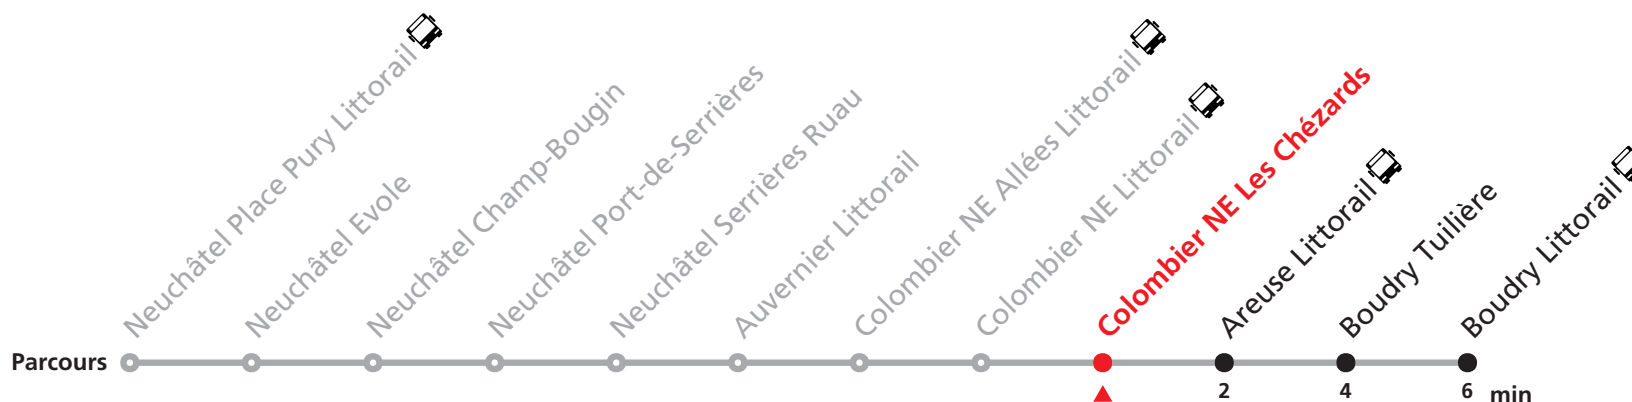 Neuchâtel Place Pury Littorail
Neuchâtel Evole
Neuchâtel Champ-Bougin
Neuchâtel Port-de-Serrières
Neuchâtel Serrières Ruau
Auvernier Littorail
Colombier NE Allées Littorail
Colombier NE Littorail
Colombier NE Les Chézards
Areuse Littorail
Boudry Tuilière
Boudry Littorail
Parcours
2 4 6 min